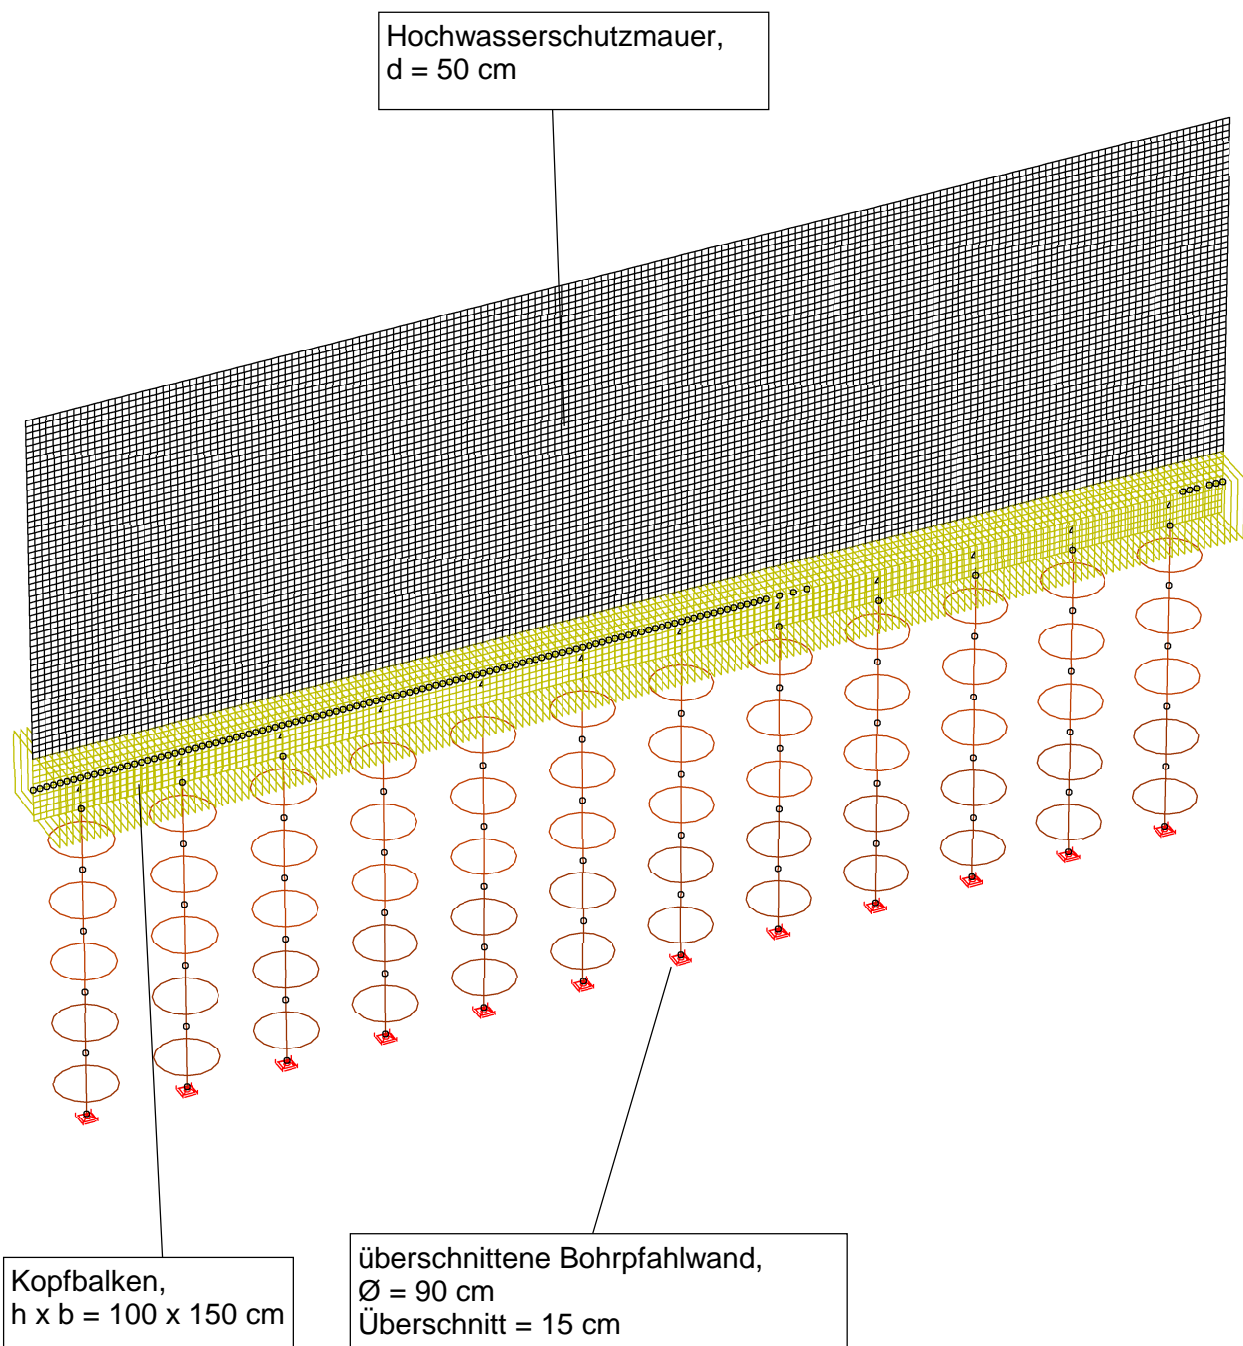 Hochwasserschutzmauer,
d = 50 cm
Kopfbalken,
h x b = 100 x 150 cm
überschnittene Bohrpfahlwand,
Ø = 90 cm
Überschnitt = 15 cm